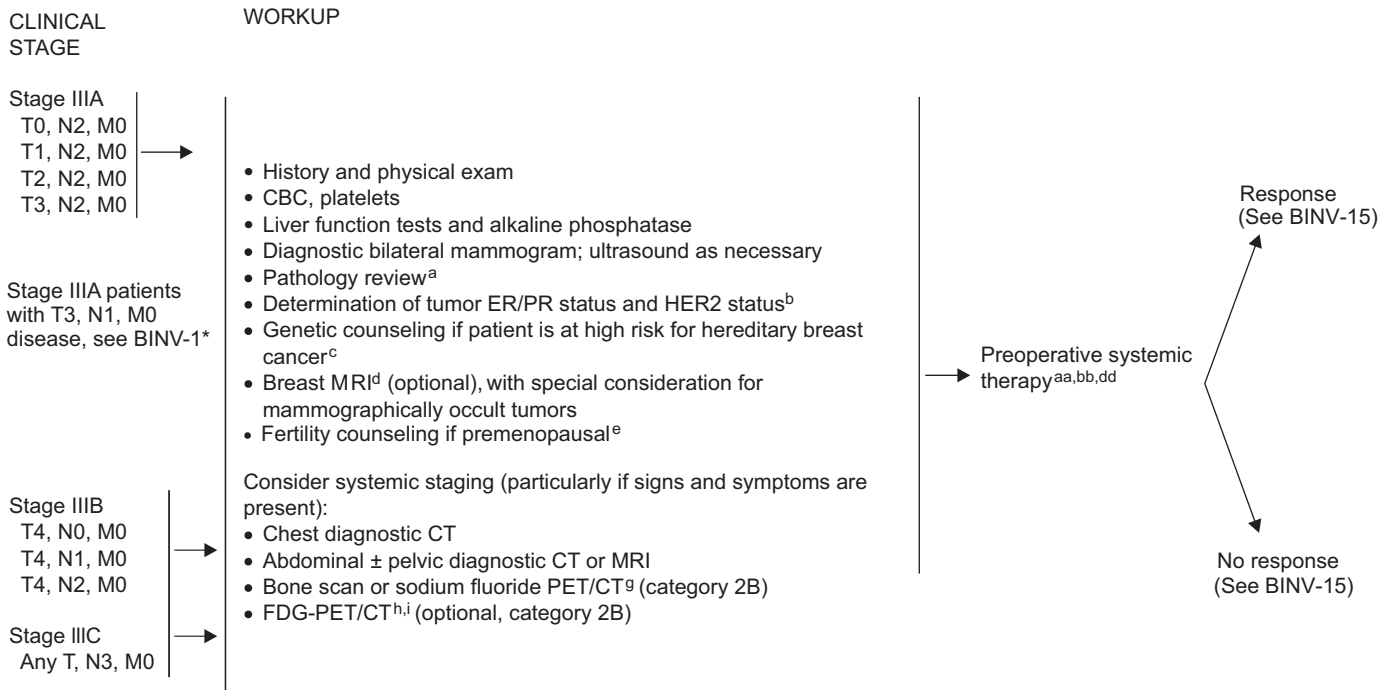 CLINICAL
STAGE
WORKUP
Stage IIIA
T0, N2, M0
T1, N2, M0
T2, N2, M0
T3, N2, M0
Stage IIIA patients
with T3, N1, M0
disease, see BINV-1*
Stage IIIB
T4, N0, M0
T4, N1, M0
T4, N2, M0
Stage IIIC
Any T, N3, M0
• History and physical exam
• CBC, platelets
• Liver function tests and alkaline phosphatase
• Diagnostic bilateral mammogram; ultrasound as necessary
• Pathology reviewa
• Determination of tumor ER/PR status and HER2 statusb
• Genetic counseling if patient is at high risk for hereditary breast
cancerc
• Breast MRId (optional), with special consideration for
mammographically occult tumors
• Fertility counseling if premenopausale
Consider systemic staging (particularly if signs and symptoms are
present):
• Chest diagnostic CT
• Abdominal ± pelvic diagnostic CT or MRI
• Bone scan or sodium fluoride PET/CTg (category 2B)
• FDG-PET/CTh,i (optional, category 2B)
Preoperative systemic
therapyaa,bb,dd
Response
(See BINV-15)
No response
(See BINV-15)